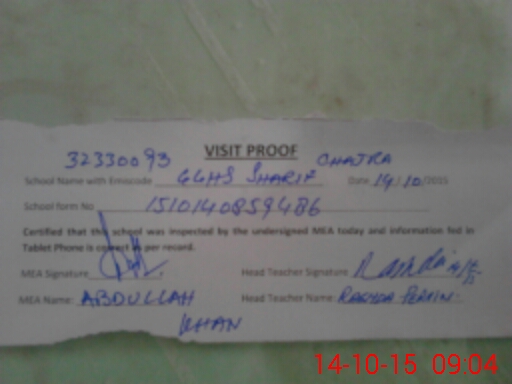 VISIT PROOF
32330093 CHAJRA
School Name with Emiscode GGHS SHARIF Date 14/10/2015
School form No 1510140859486
Certified that this school was inspected by the undersigned MEA today and information fed in
Tablet Phone is correct as per record.
MEA Signature Head Teacher Signature
MEA Name: ABDULLAH Head Teacher Name: RASHDA PERVIN
KHAN
14-10-15 09:04